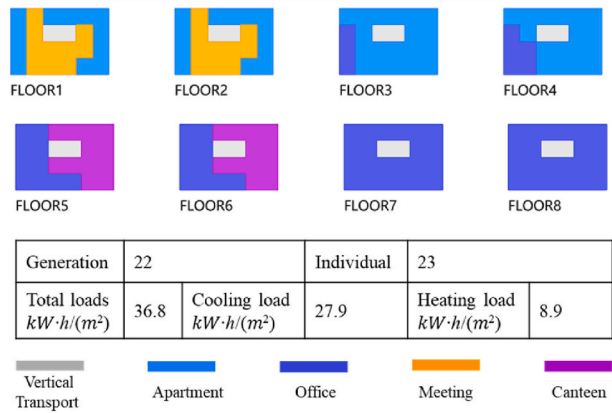 FLOOR1 FLOOR2 FLOOR3 FLOOR4
FLOOR5 FLOOR6 FLOOR7 FLOOR8
Generation 22 Individual 23
Total loads kW·h/(m²) 36.8 Cooling load kW·h/(m²) 27.9 Heating load kW·h/(m²) 8.9
Vertical Transport Apartment Office Meeting Canteen